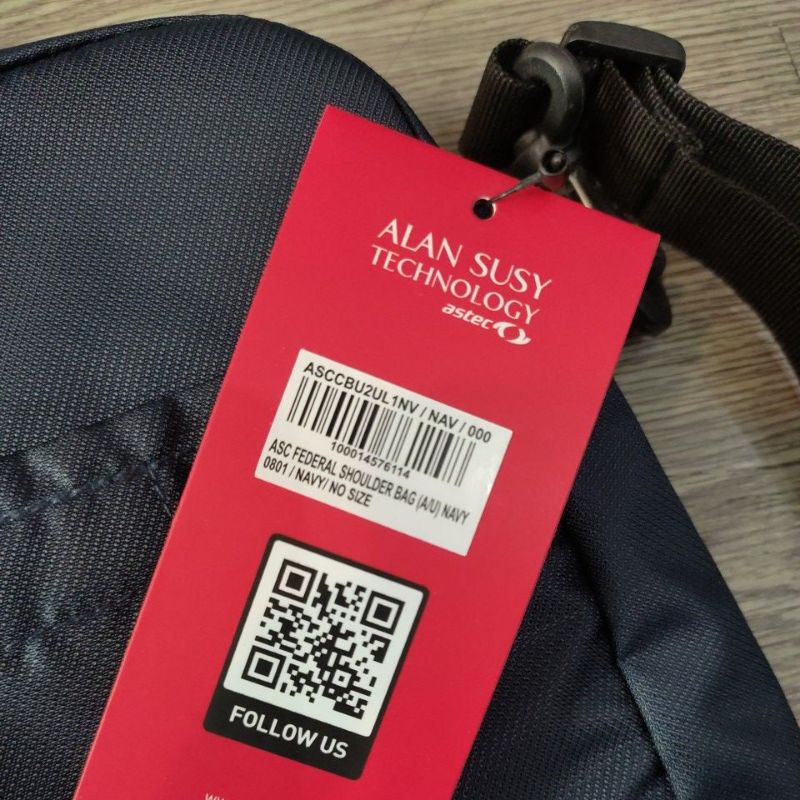 ALAN SUSY
TECHNOLOGY
astec
ASCCBU2UL1NV / NAV / 000
100014576114
ASC FEDERAL SHOULDER BAG (A/U) NAVY
0801 / NAVY/ NO SIZE
FOLLOW US